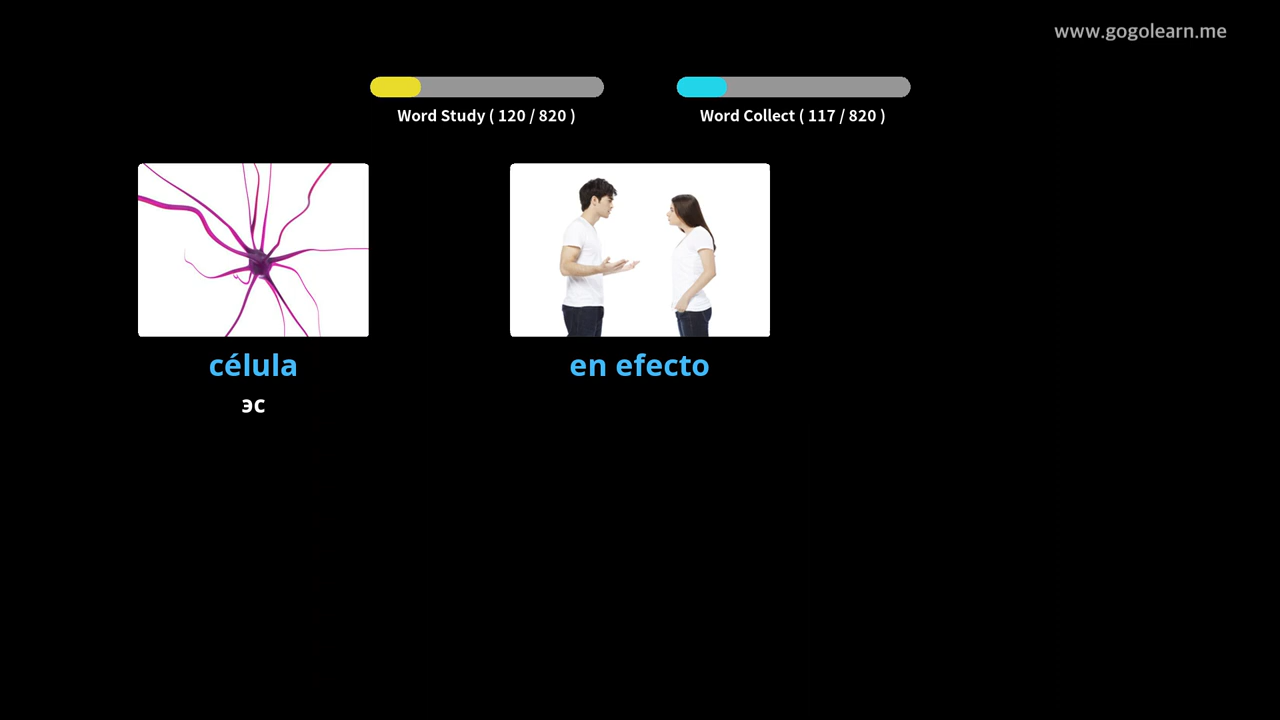 www.gogolearn.me
Word Study ( 120 / 820 )
Word Collect ( 117 / 820 )
célula
en efecto
эс